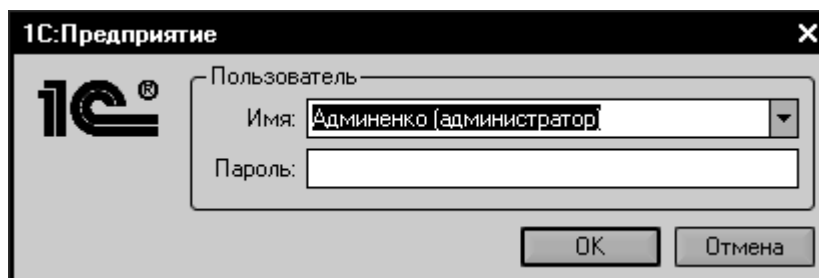 1С:Предприятие
1С®
Пользователь
Имя: Админенко (администратор)
Пароль:
OK Отмена